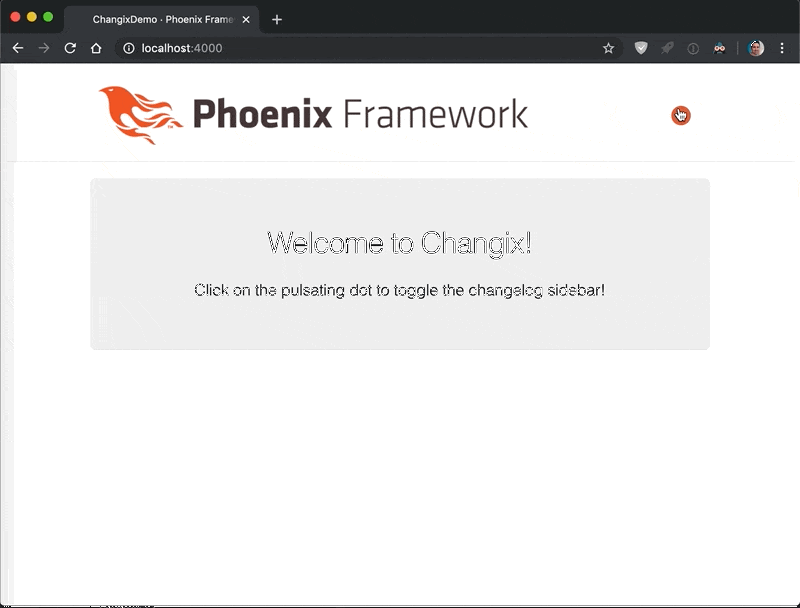 ChangixDemo · Phoenix Frame
localhost:4000
Phoenix Framework
Welcome to Changix!
Click on the pulsating dot to toggle the changelog sidebar!